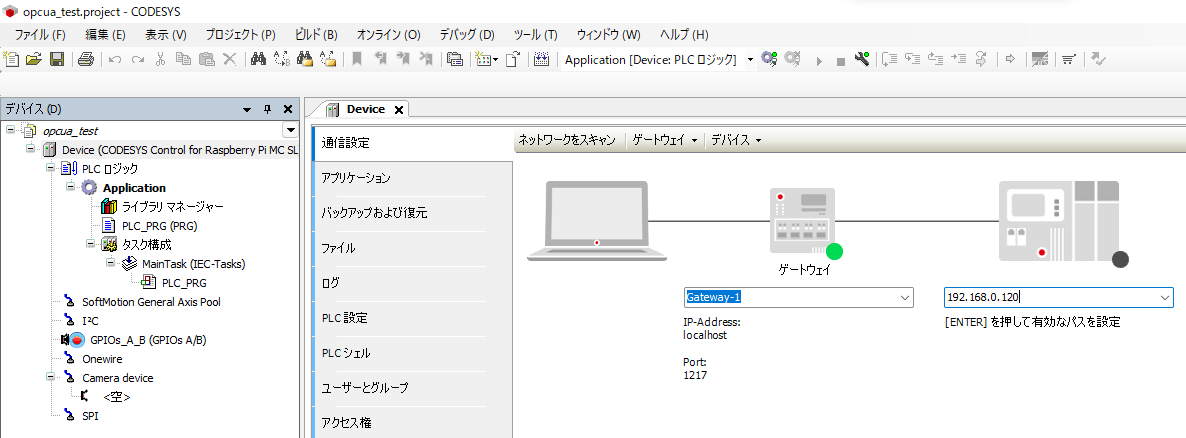 opcua_test.project - CODESYS
ファイル (F) 編集 (E) 表示 (V) プロジェクト (P) ビルド (B) オンライン (O) デバッグ (D) ツール (T) ウィンドウ (W) ヘルプ (H)
Application [Device: PLC ロジック]
デバイス (D)
opcua_test
Device (CODESYS Control for Raspberry Pi MC SL
PLC ロジック
Application
ライブラリ マネージャー
PLC_PRG (PRG)
タスク構成
MainTask (IEC-Tasks)
PLC_PRG
SoftMotion General Axis Pool
I²C
GPIOs_A_B (GPIOs A/B)
Onewire
Camera device
<空>
SPI
Device
通信設定
アプリケーション
バックアップおよび復元
ファイル
ログ
PLC 設定
PLC シェル
ユーザーとグループ
アクセス権
ネットワークをスキャン ゲートウェイ デバイス
ゲートウェイ
Gateway-1
IP-Address:
localhost
Port:
1217
192.168.0.120
[ENTER] を押して有効なパスを設定